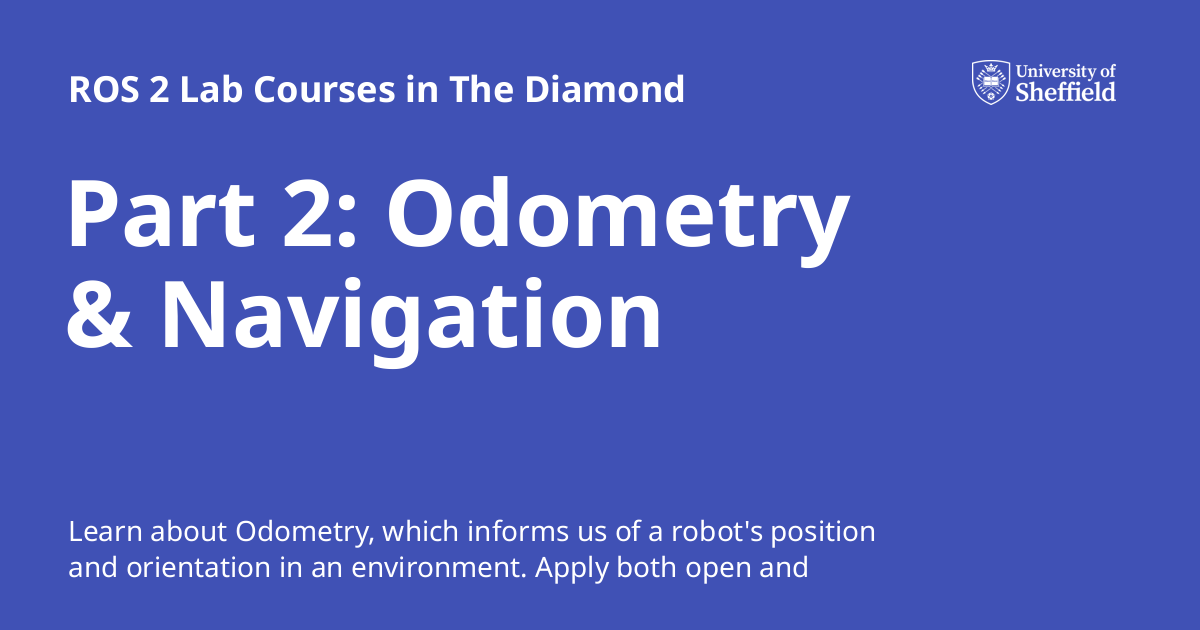 ROS 2 Lab Courses in The Diamond
University of
Sheffield
Part 2: Odometry
& Navigation
Learn about Odometry, which informs us of a robot's position
and orientation in an environment. Apply both open and